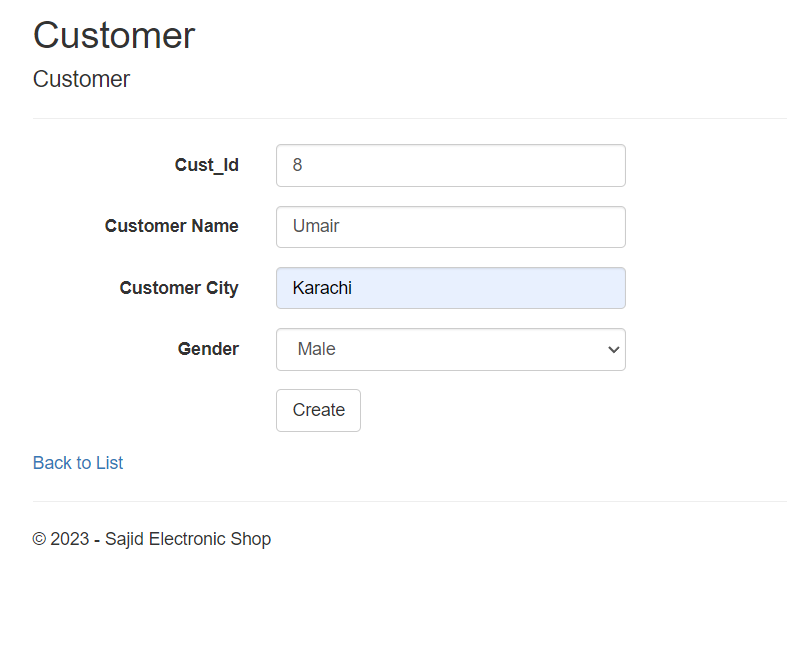 Customer
Customer
Cust_Id 8
Customer Name Umair
Customer City Karachi
Gender Male
Create
Back to List
© 2023 - Sajid Electronic Shop